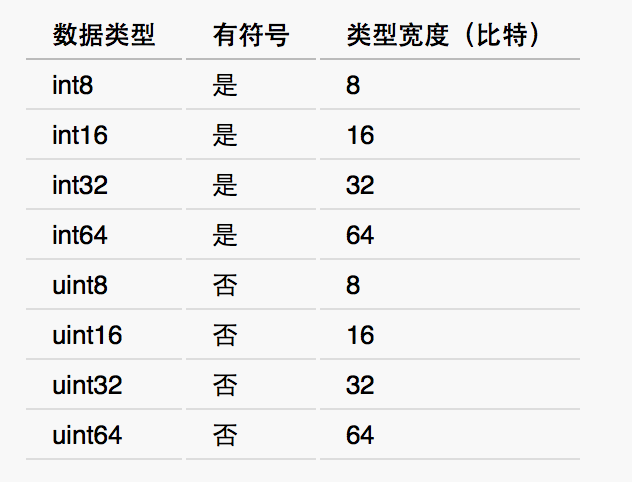 数据类型 有符号 类型宽度（比特）
int8 是 8
int16 是 16
int32 是 32
int64 是 64
uint8 否 8
uint16 否 16
uint32 否 32
uint64 否 64